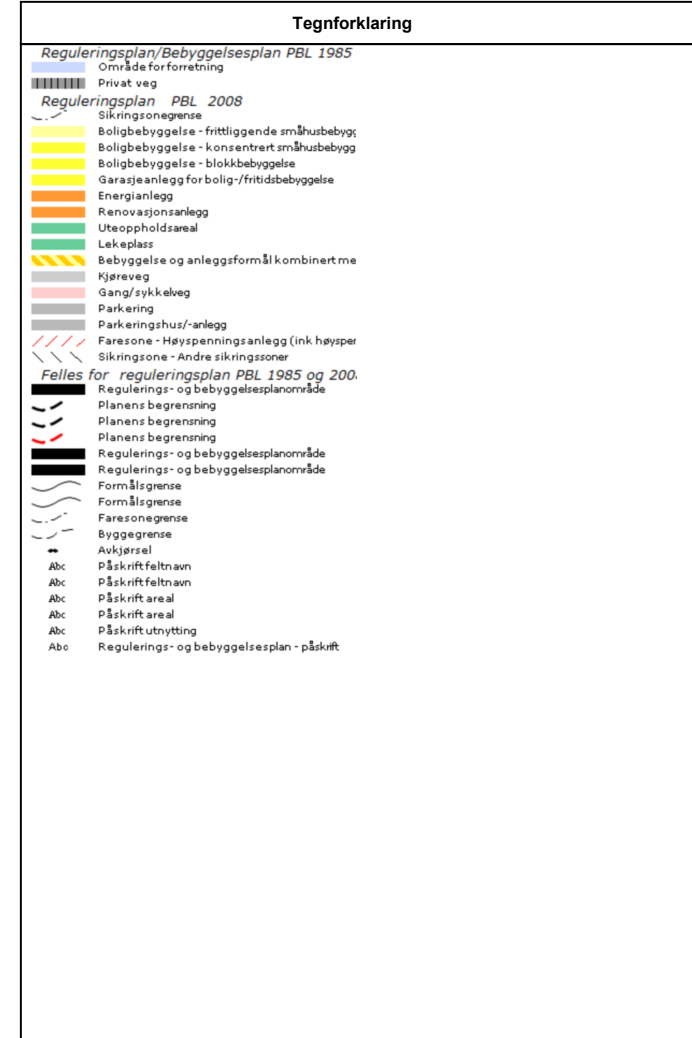 Tegnforklaring
Reguleringsplan/Bebyggelsesplan PBL 1985
Område for forretning
Privat veg
Reguleringsplan PBL 2008
Sikringsonegrense
Boligbebyggelse - frittliggende småhusbebygg
Boligbebyggelse - konsentrert småhusbebygg
Boligbebyggelse - blokkbebyggelse
Garasjeanlegg for bolig-/fritidsbebyggelse
Energianlegg
Renovasjonsanlegg
Uteoppholdsareal
Lekeplass
Bebyggelse og anleggsformål kombinert me
Kjøreveg
Gang/sykkelveg
Parkering
Parkeringshus/-anlegg
Faresone - Høyspenningsanlegg (ink høyspen
Sikringsone - Andre sikringssoner
Felles for reguleringsplan PBL 1985 og 200
Regulerings- og bebyggelsesplanområde
Planens begrensning
Planens begrensning
Planens begrensning
Regulerings- og bebyggelsesplanområde
Regulerings- og bebyggelsesplanområde
Formålsgrense
Formålsgrense
Faresonegrense
Byggegrense
Avkjørsel
Abc Påskrift feltnavn
Abc Påskrift feltnavn
Abc Påskrift areal
Abc Påskrift areal
Abc Påskrift utnytting
Abc Regulerings- og bebyggelsesplan - påskrift